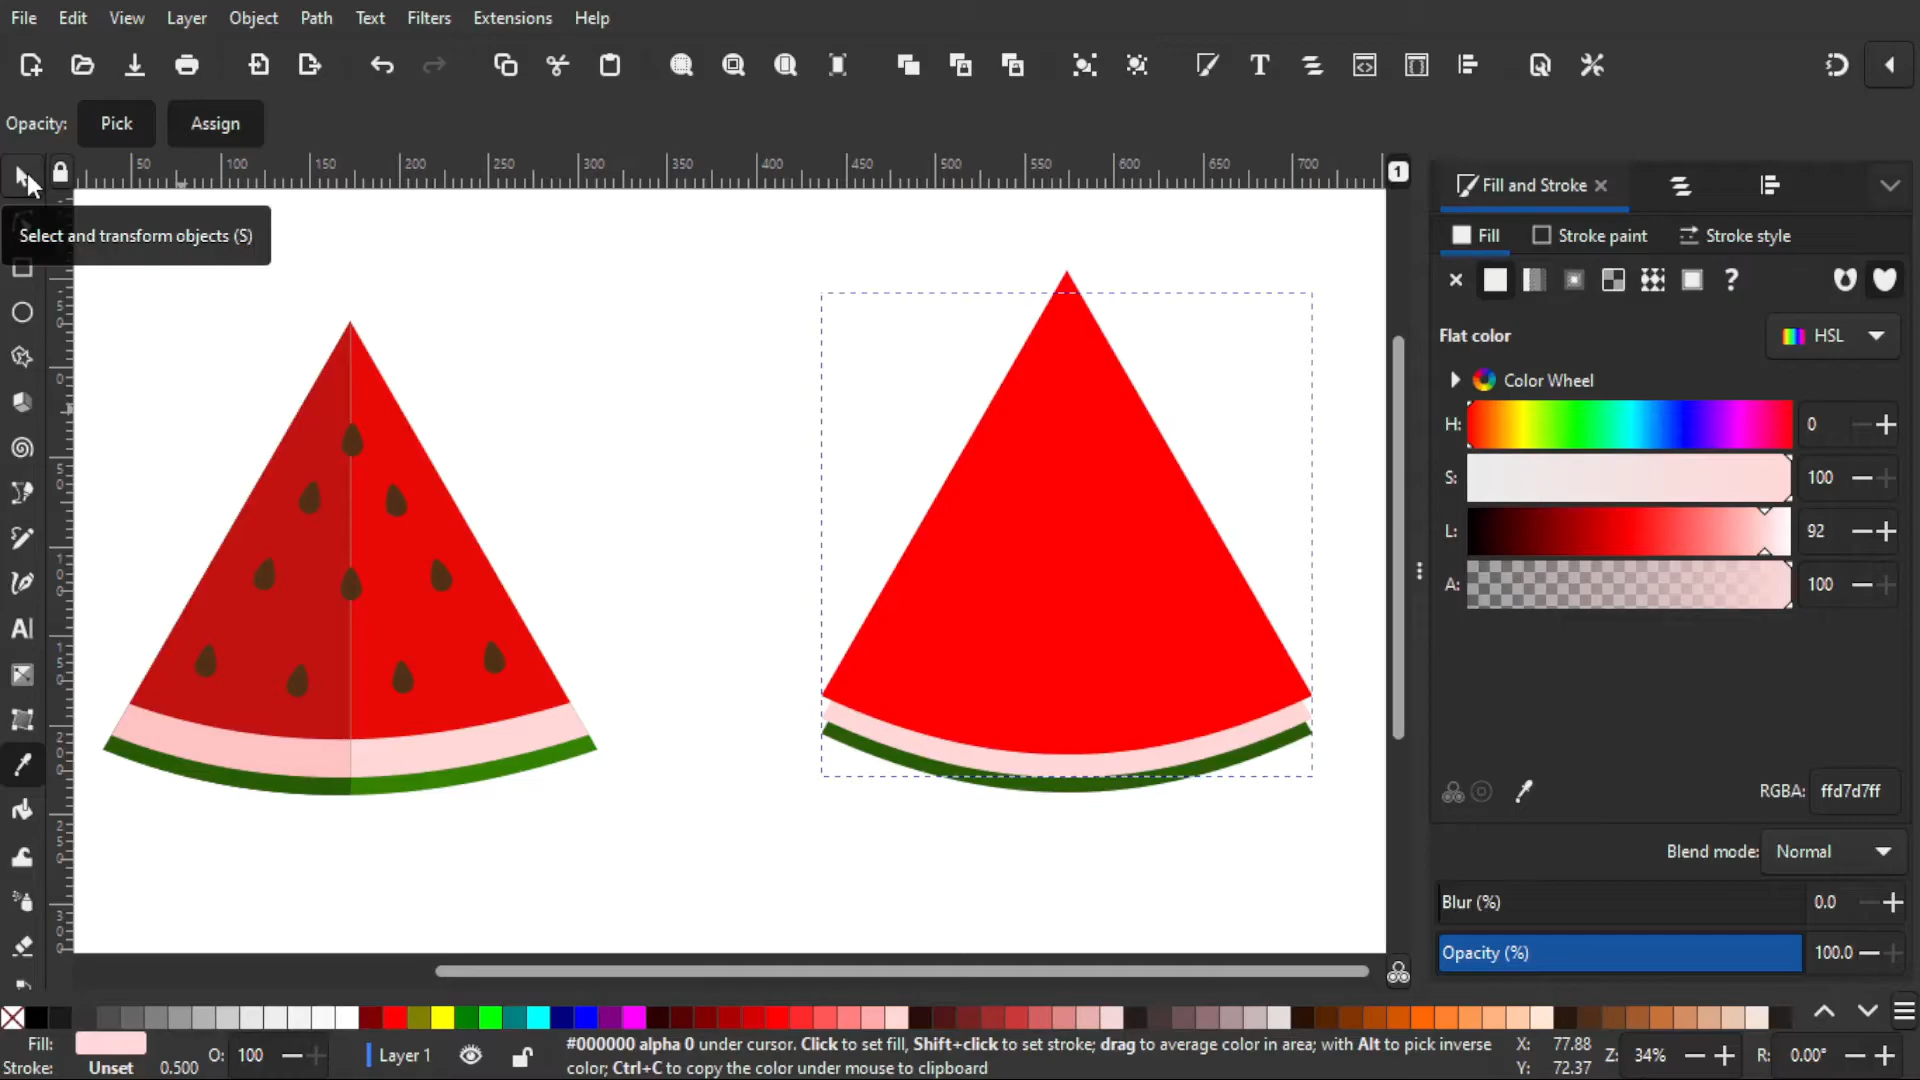 File Edit View Layer Object Path Text Filters Extensions Help
Opacity: Pick Assign
50 100 150 200 250 300 350 400 450 500 550 600 650 700
1
Select and transform objects (S)
Fill and Stroke
Fill Stroke paint Stroke style
Flat color HSL
Color Wheel
H: 0
S: 100
L: 92
A: 100
RGBA: ffd7d7ff
Blend mode: Normal
Blur (%) 0.0
Opacity (%) 100.0
Fill:
Stroke: Unset 0.500
O: 100
Layer 1
#000000 alpha 0 under cursor. Click to set fill, Shift+click to set stroke; drag to average color in area; with Alt to pick inverse
color; Ctrl+C to copy the color under mouse to clipboard
X: 77.88
Y: 72.37
Z: 34%
R: 0.00°